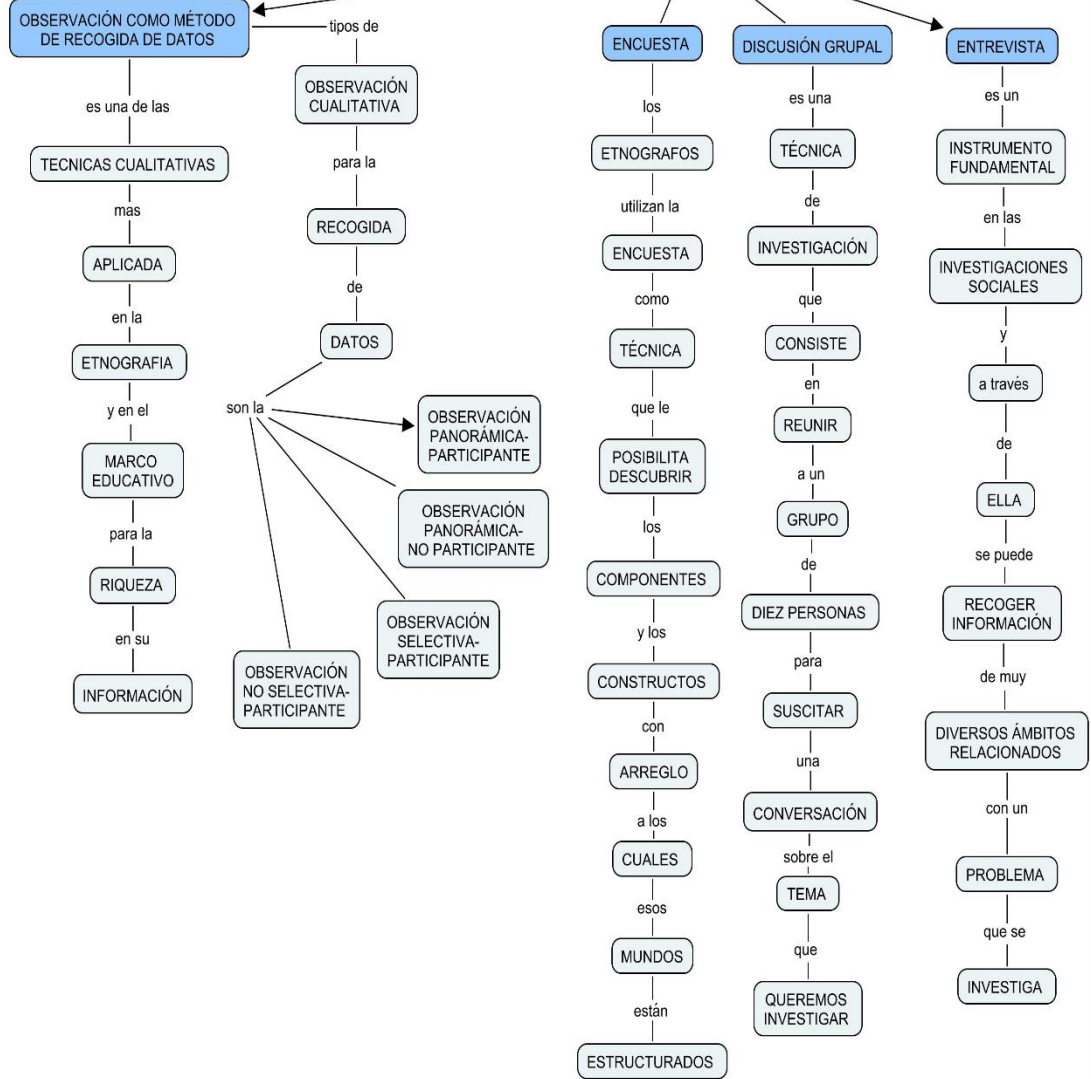 OBSERVACIÓN COMO MÉTODO
DE RECOGIDA DE DATOS
es una de las
TECNICAS CUALITATIVAS
mas
APLICADA
en la
ETNOGRAFIA
y en el
MARCO
EDUCATIVO
para la
RIQUEZA
en su
INFORMACIÓN
tipos de
OBSERVACIÓN
CUALITATIVA
para la
RECOGIDA
de
DATOS
son la
OBSERVACIÓN
PANORÁMICA-
PARTICIPANTE
OBSERVACIÓN
PANORÁMICA-
NO PARTICIPANTE
OBSERVACIÓN
SELECTIVA-
PARTICIPANTE
OBSERVACIÓN
NO SELECTIVA-
PARTICIPANTE
ENCUESTA
los
ETNOGRAFOS
utilizan la
ENCUESTA
como
TÉCNICA
que le
POSIBILITA
DESCUBRIR
los
COMPONENTES
y los
CONSTRUCTOS
con
ARREGLO
a los
CUALES
esos
MUNDOS
están
ESTRUCTURADOS
DISCUSIÓN GRUPAL
es una
TÉCNICA
de
INVESTIGACIÓN
que
CONSISTE
en
REUNIR
a un
GRUPO
de
DIEZ PERSONAS
para
SUSCITAR
una
CONVERSACIÓN
sobre el
TEMA
que
QUEREMOS
INVESTIGAR
ENTREVISTA
es un
INSTRUMENTO
FUNDAMENTAL
en las
INVESTIGACIONES
SOCIALES
y
a través
de
ELLA
se puede
RECOGER
INFORMACIÓN
de muy
DIVERSOS ÁMBITOS
RELACIONADOS
con un
PROBLEMA
que se
INVESTIGA